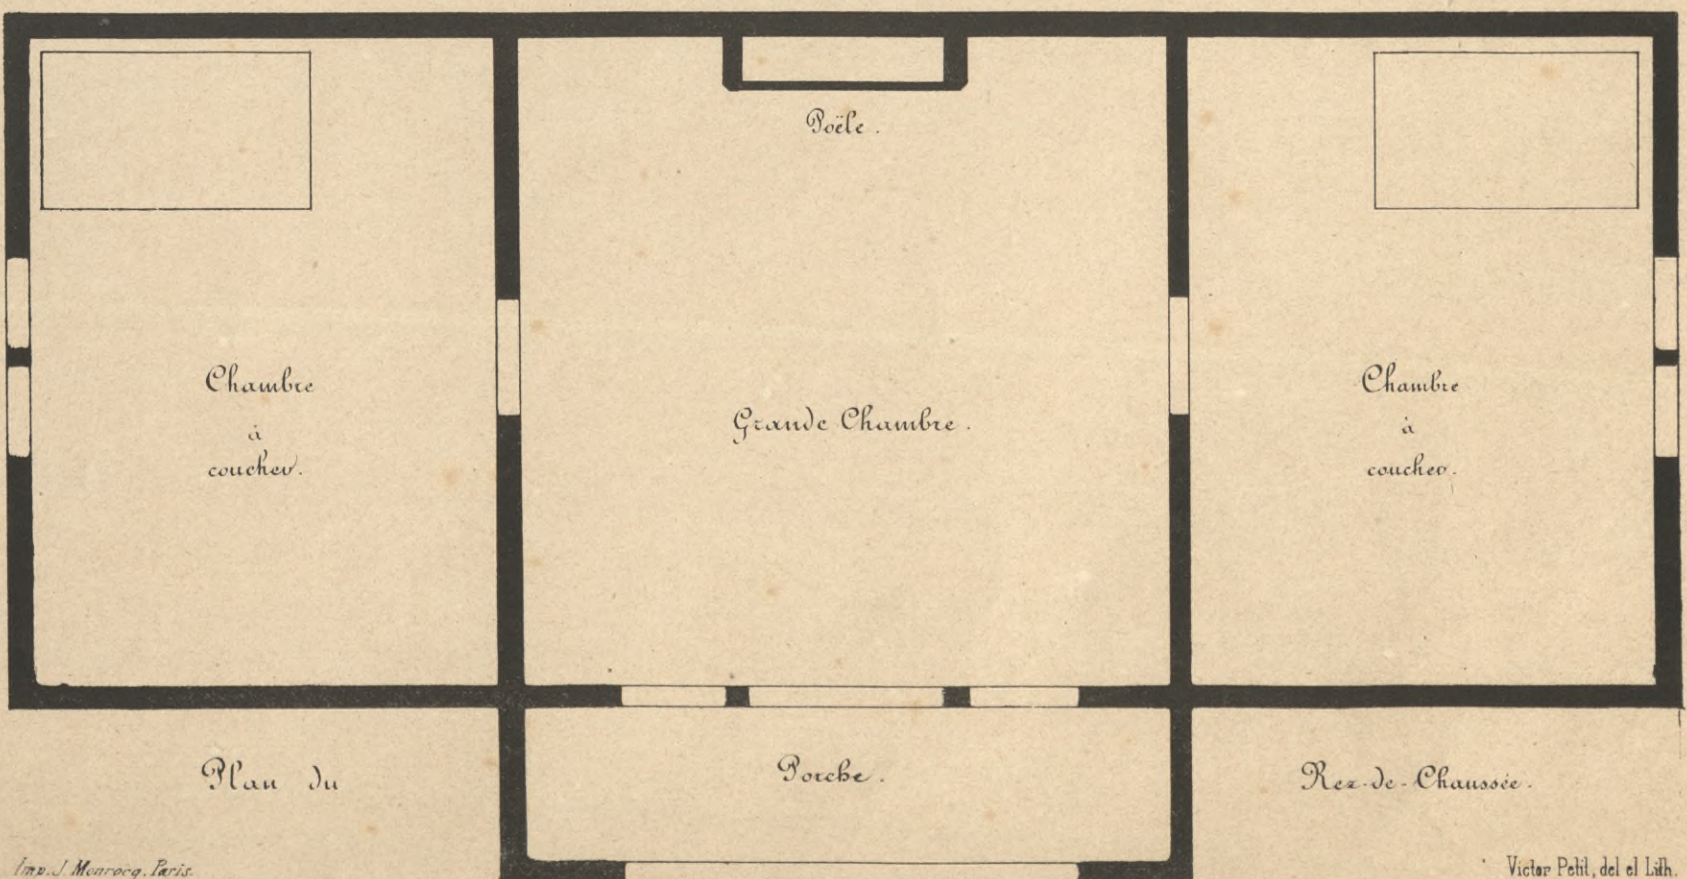 Poële.
Chambre
à
coucher.
Grande Chambre.
Chambre
à
coucher.
Plan du
Porche.
Rez-de-Chaussée.
Imp. J. Monrocq. Paris.
Victor Petit, del et Lith.